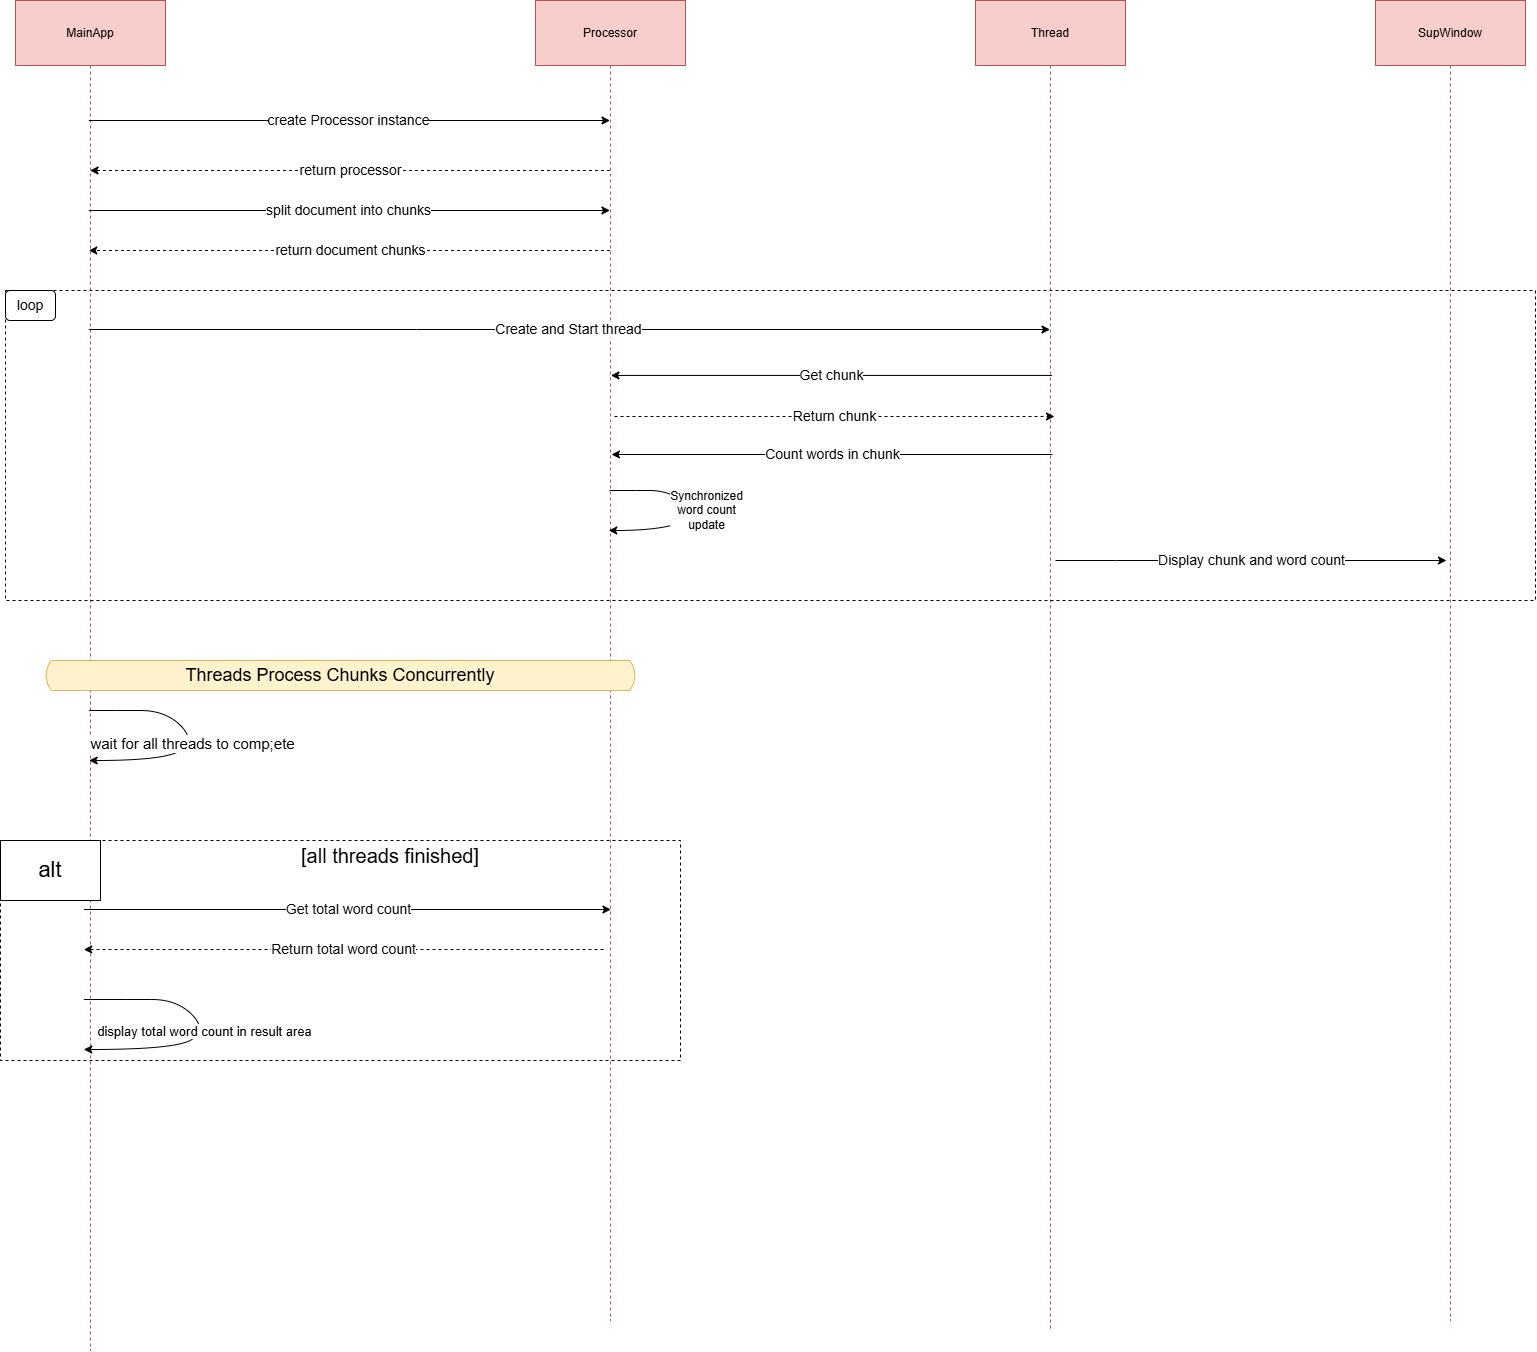 MainApp
Processor
Thread
SupWindow
create Processor instance
return processor
split document into chunks
return document chunks
loop
Create and Start thread
Get chunk
Return chunk
Count words in chunk
Synchronized
word count
update
Display chunk and word count
Threads Process Chunks Concurrently
wait for all threads to comp;ete
alt
[all threads finished]
Get total word count
Return total word count
display total word count in result area